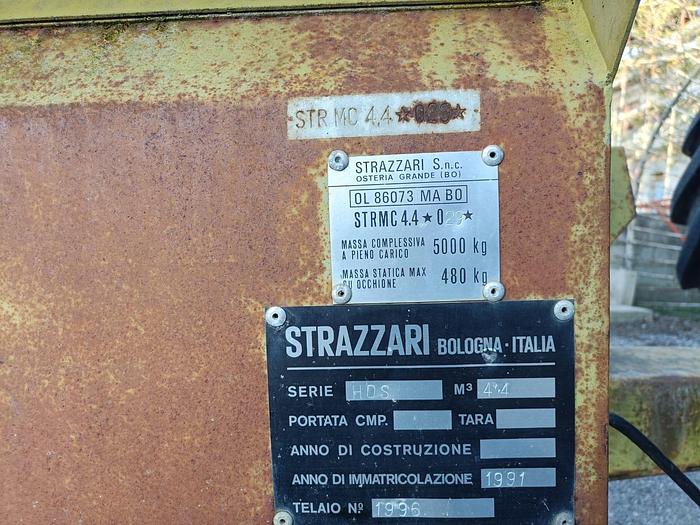 STR MC 4.4 ★029★
STRAZZARI S.n.c.
OSTERIA GRANDE (BO)
OL 86073 MA BO
STRMC 4.4 ★ 029★
MASSA COMPLESSIVA
A PIENO CARICO 5000 kg
MASSA STATICA MAX
SU OCCHIONE 480 kg
STRAZZARI BOLOGNA · ITALIA
SERIE HDS M³ 4,4
PORTATA CMP. TARA
ANNO DI COSTRUZIONE
ANNO DI IMMATRICOLAZIONE 1991
TELAIO Nº 1996